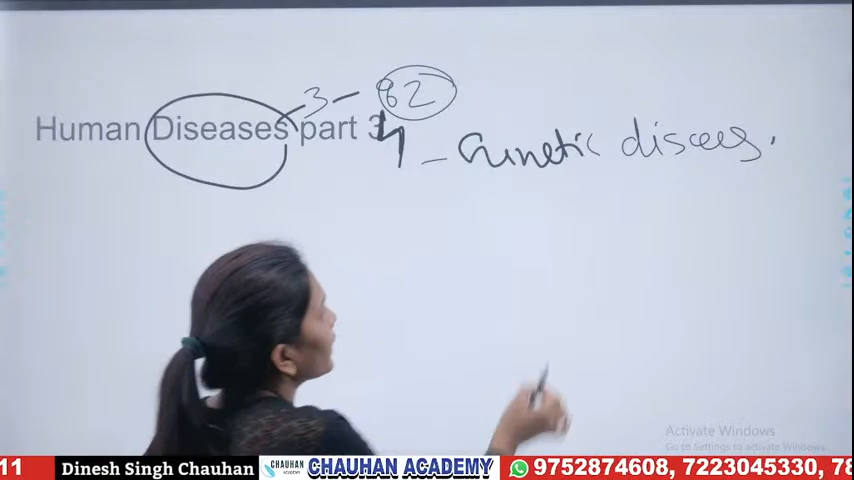 3 - 82
Human Diseases part 3
4 - Genetic discees.
Activate Windows
Go to Settings to activate Windows.
11 Dinesh Singh Chauhan CHAUHAN ACADEMY CHAUHAN ACADEMY 9752874608, 7223045330, 78